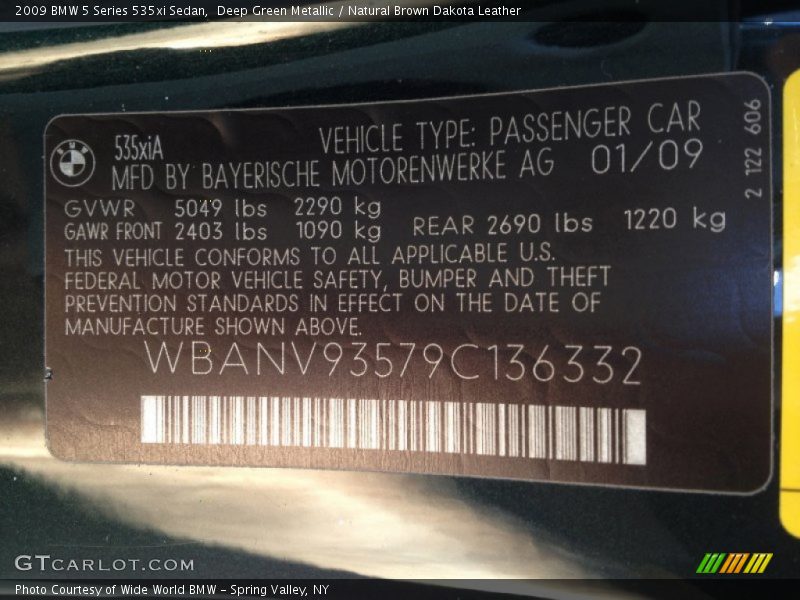 2009 BMW 5 Series 535xi Sedan, Deep Green Metallic / Natural Brown Dakota Leather
BMW
535xiA
VEHICLE TYPE: PASSENGER CAR
MFD BY BAYERISCHE MOTORENWERKE AG 01/09
2 122 606
GVWR 5049 lbs 2290 kg
GAWR FRONT 2403 lbs 1090 kg REAR 2690 lbs 1220 kg
THIS VEHICLE CONFORMS TO ALL APPLICABLE U.S.
FEDERAL MOTOR VEHICLE SAFETY, BUMPER AND THEFT
PREVENTION STANDARDS IN EFFECT ON THE DATE OF
MANUFACTURE SHOWN ABOVE.
WBANV93579C136332
GTCARLOT.COM
Photo Courtesy of Wide World BMW - Spring Valley, NY